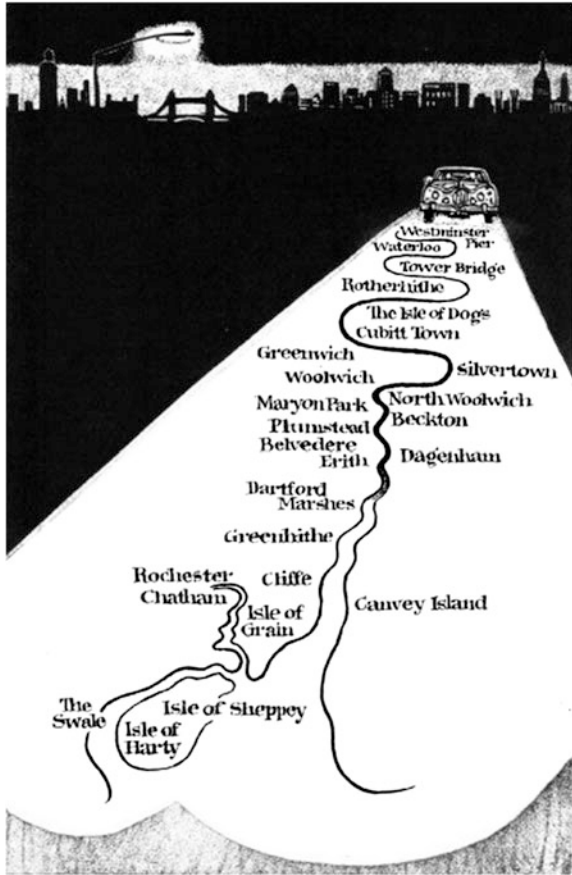 Westminster
Pier
Waterloo
Tower Bridge
Rotherhithe
The Isle of Dogs
Cubitt Town
Greenwich
Silvertown
Woolwich
North Woolwich
Maryon Park
Beckton
Plumstead
Belvedere
Erith
Dagenham
Dartford
Marshes
Greenhithe
Rochester
Cliffe
Chatham
Canvey Island
Isle of
Grain
The
Swale
Isle of Sheppey
Isle of
Harty